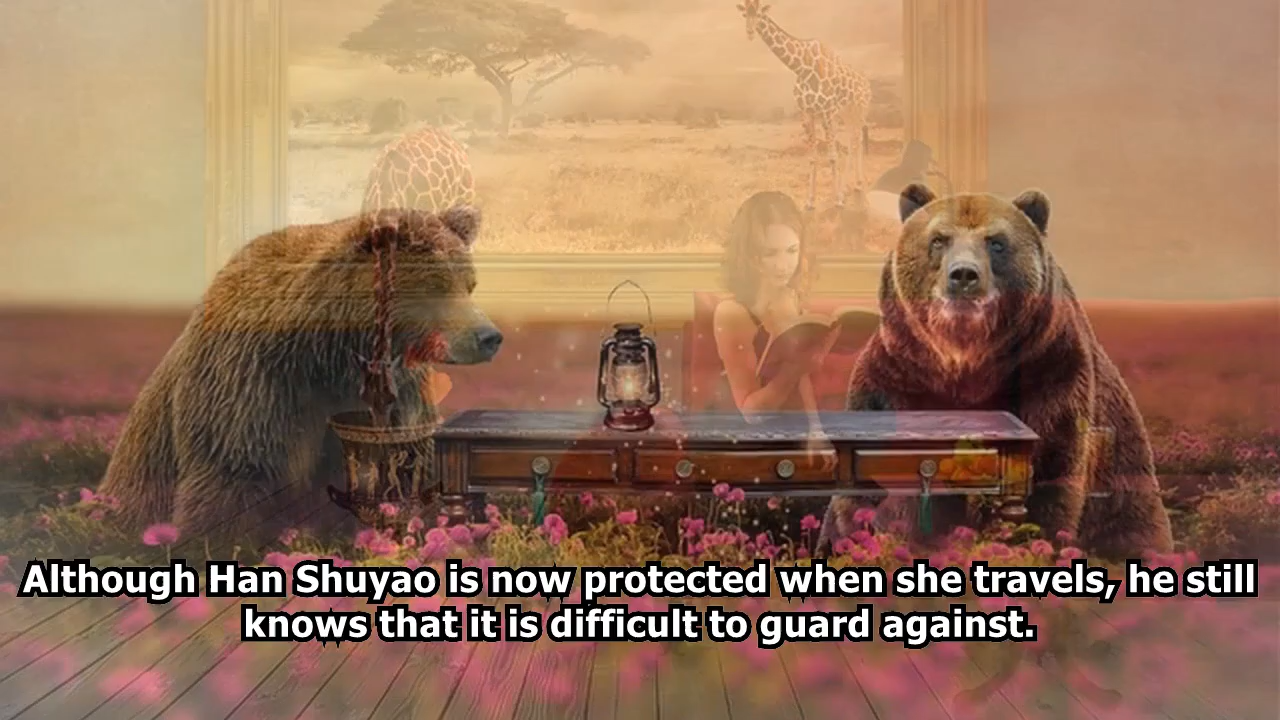 Although Han Shuyao is now protected when she travels, he still
knows that it is difficult to guard against.